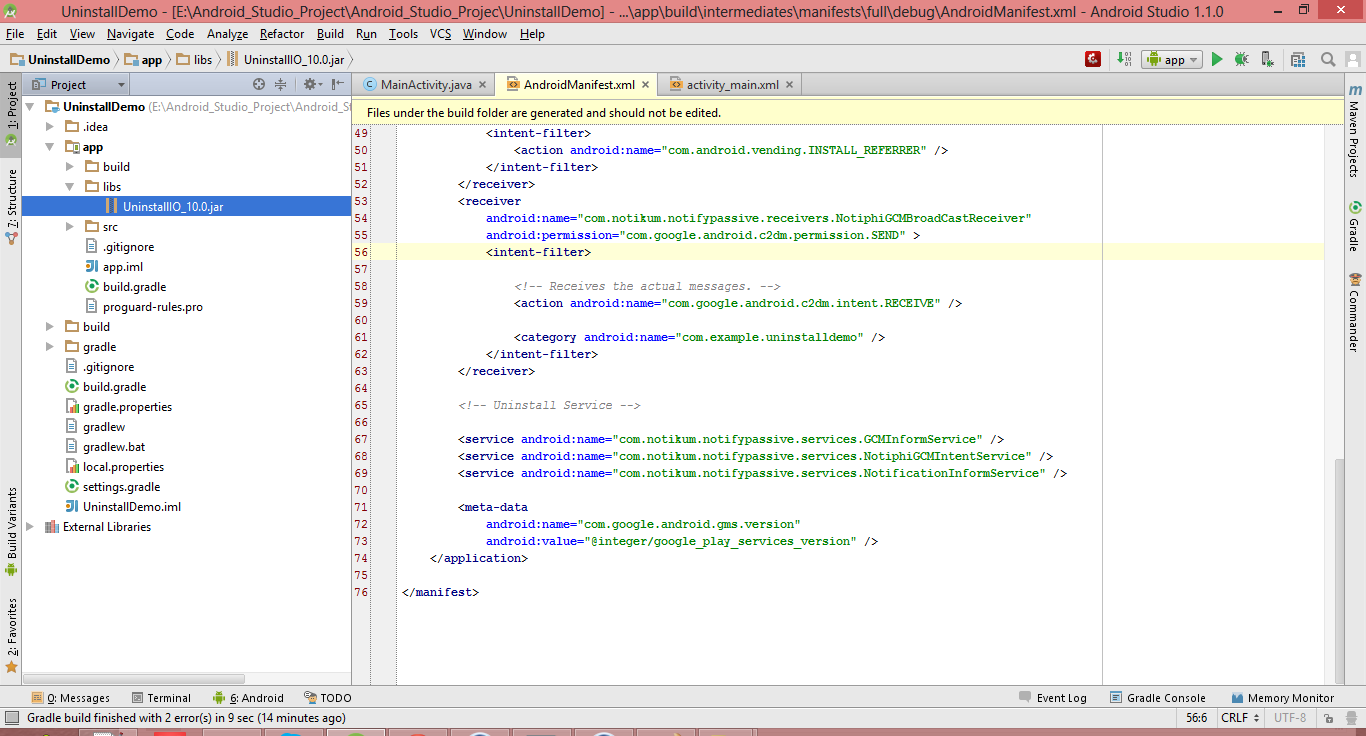 UninstallDemo - [E:\Android_Studio_Project\Android_Studio_Projec\UninstallDemo] - ...\app\build\intermediates\manifests\full\debug\AndroidManifest.xml - Android Studio 1.1.0
File Edit View Navigate Code Analyze Refactor Build Run Tools VCS Window Help
UninstallDemo app libs UninstallIO_10.0.jar
app
Project
MainActivity.java AndroidManifest.xml activity_main.xml
1: Project
7: Structure
Build Variants
2: Favorites
UninstallDemo (E:\Android_Studio_Project\Android_St
.idea
app
build
libs
UninstallIO_10.0.jar
src
.gitignore
app.iml
build.gradle
proguard-rules.pro
build
gradle
.gitignore
build.gradle
gradle.properties
gradlew
gradlew.bat
local.properties
settings.gradle
UninstallDemo.iml
External Libraries
Files under the build folder are generated and should not be edited.
49 <intent-filter>
50 <action android:name="com.android.vending.INSTALL_REFERRER" />
51 </intent-filter>
52 </receiver>
53 <receiver
54 android:name="com.notikum.notifypassive.receivers.NotiphiGCMBroadCastReceiver"
55 android:permission="com.google.android.c2dm.permission.SEND" >
56 <intent-filter>
57
58 <!-- Receives the actual messages. -->
59 <action android:name="com.google.android.c2dm.intent.RECEIVE" />
60
61 <category android:name="com.example.uninstalldemo" />
62 </intent-filter>
63 </receiver>
64
65 <!-- Uninstall Service -->
66
67 <service android:name="com.notikum.notifypassive.services.GCMInformService" />
68 <service android:name="com.notikum.notifypassive.services.NotiphiGCMIntentService" />
69 <service android:name="com.notikum.notifypassive.services.NotificationInformService" />
70
71 <meta-data
72 android:name="com.google.android.gms.version"
73 android:value="@integer/google_play_services_version" />
74 </application>
75
76 </manifest>
Maven Projects
Gradle
Commander
0: Messages Terminal 6: Android TODO Event Log Gradle Console Memory Monitor
Gradle build finished with 2 error(s) in 9 sec (14 minutes ago) 56:6 CRLF UTF-8